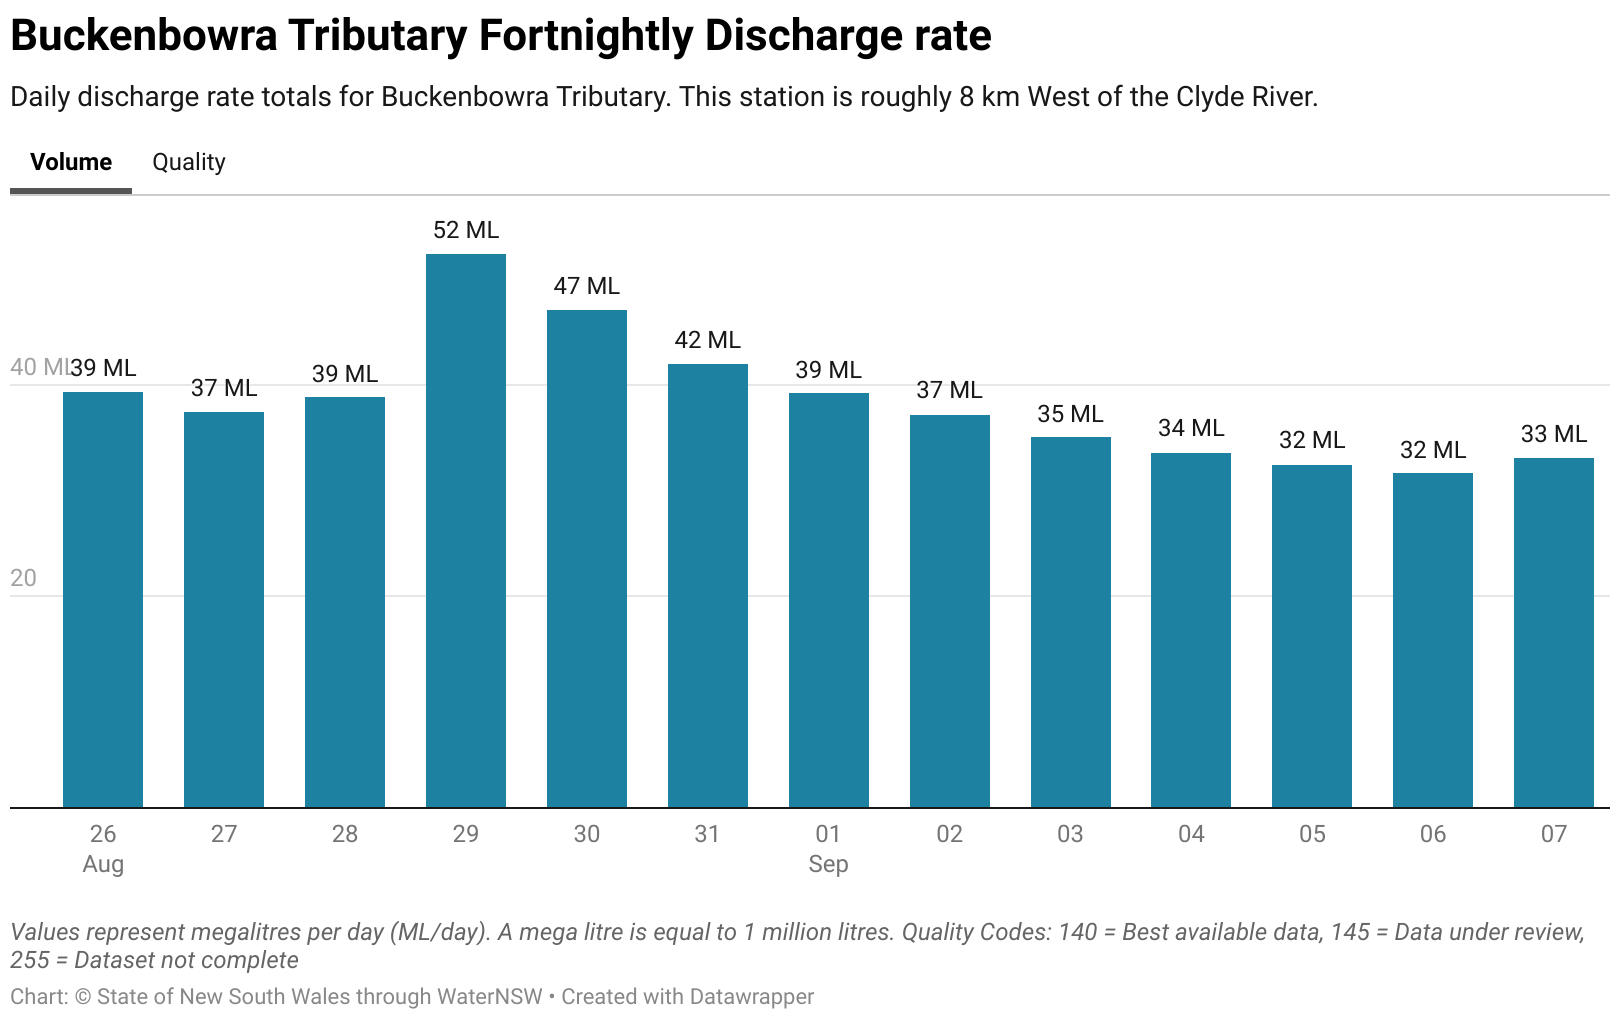 Buckenbowra Tributary Fortnightly Discharge rate
Daily discharge rate totals for Buckenbowra Tributary. This station is roughly 8 km West of the Clyde River.
Volume Quality
52 ML
47 ML
42 ML
40 ML 39 ML 37 ML 39 ML 39 ML 37 ML
35 ML 34 ML 32 ML 32 ML 33 ML
20
26 27 28 29 30 31 01 02 03 04 05 06 07
Aug Sep
Values represent megalitres per day (ML/day). A mega litre is equal to 1 million litres. Quality Codes: 140 = Best available data, 145 = Data under review,
255 = Dataset not complete
Chart: © State of New South Wales through WaterNSW • Created with Datawrapper